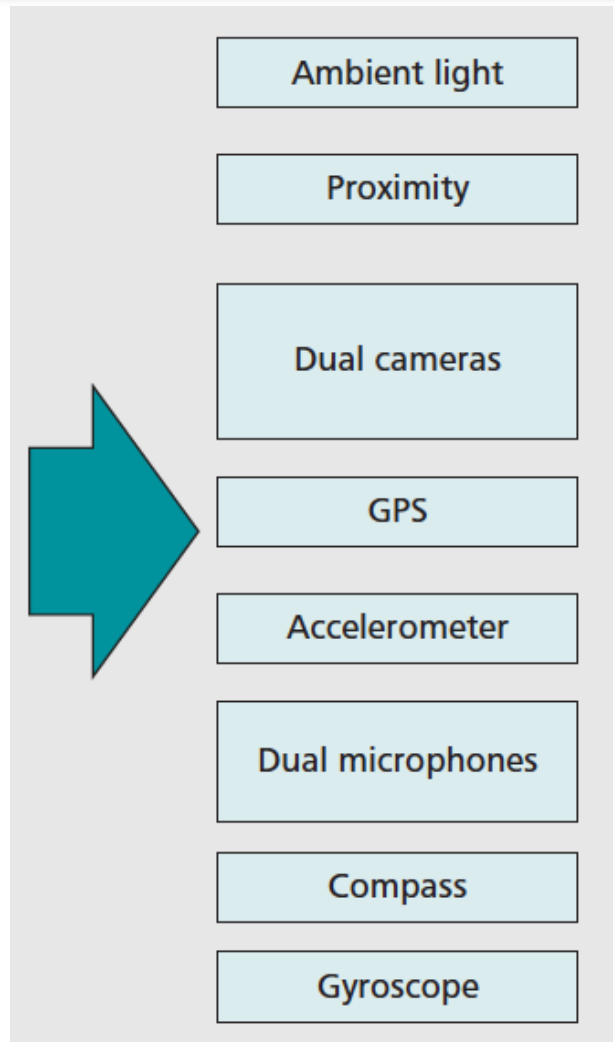 Ambient light
Proximity
Dual cameras
GPS
Accelerometer
Dual microphones
Compass
Gyroscope